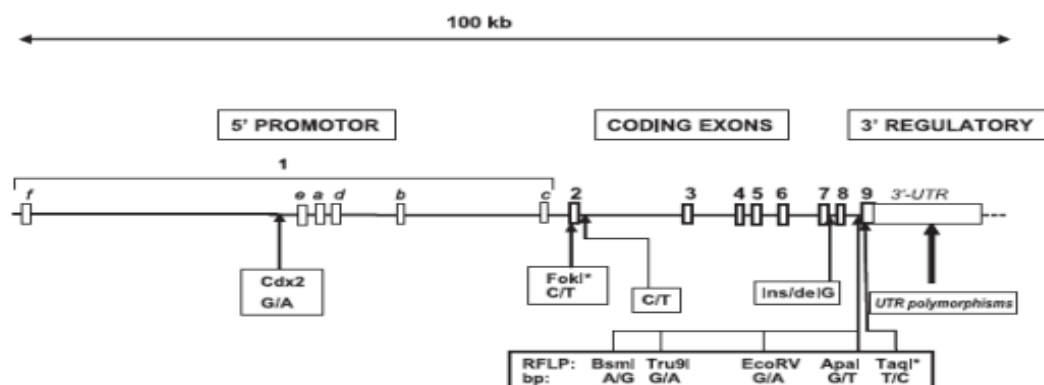 100 kb
5' PROMOTOR CODING EXONS 3' REGULATORY
1
f e a d b c 2 3 4 5 6 7 8 9 3'-UTR
Cdx2
G/A
FokI*
C/T
C/T
Ins/delG
UTR polymorphisms
RFLP: BsmI Tru9I EcoRV ApaI TaqI*
bp: A/G G/A G/A G/T T/C